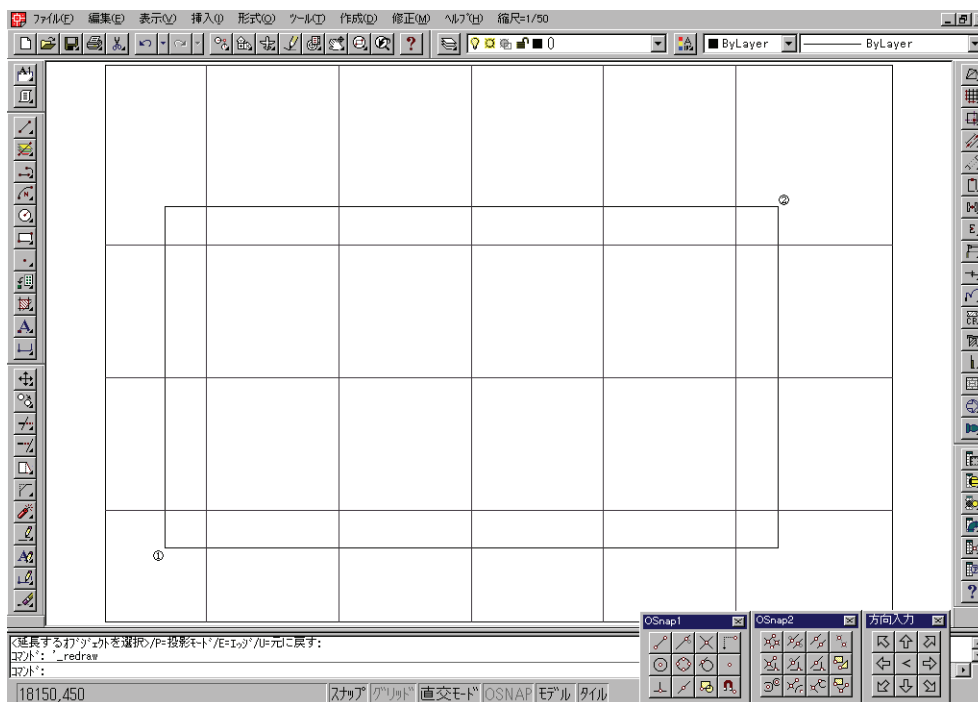 ファイル(F) 編集(E) 表示(V) 挿入(I) 形式(O) ツール(T) 作成(D) 修正(M) ヘルプ(H) 縮尺=1/50
0 ByLayer ByLayer
②
①
OSnap1 OSnap2 方向入力
<延長するオブジェクトを選択>/P=投影モード/E=エッジ/U=元に戻す:
コマンド: '_redraw
コマンド:
18150,450 スナップ グリッド 直交モード OSNAP モデル タイル